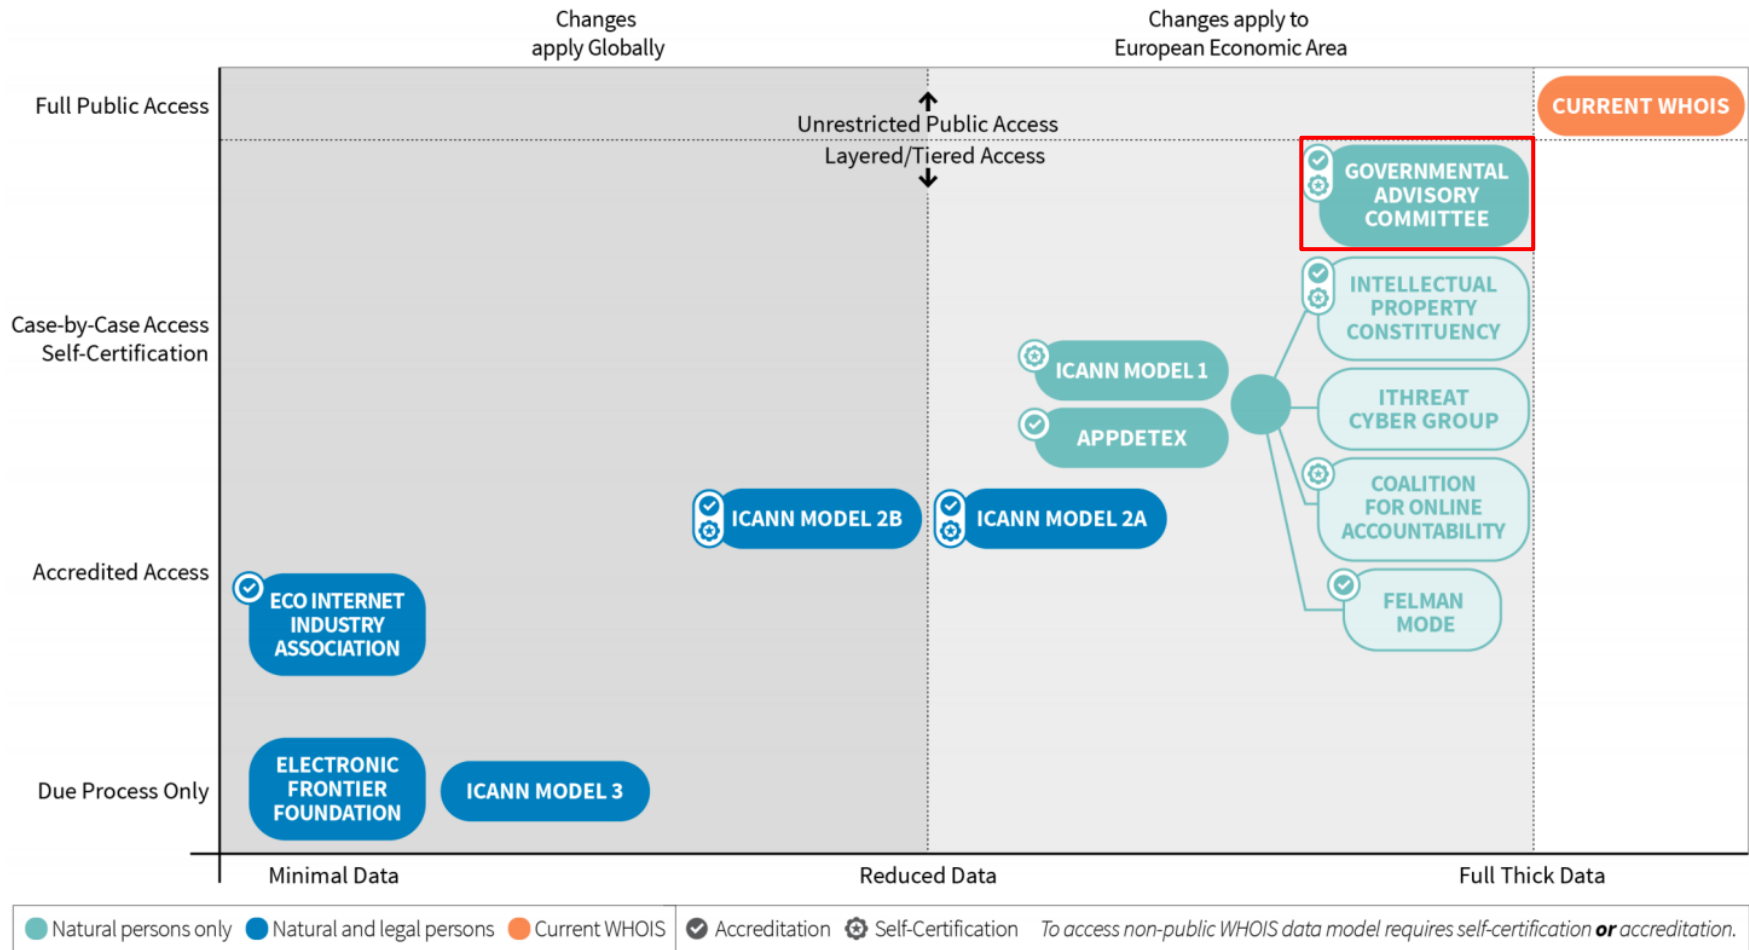 Changes
apply Globally
Changes apply to
European Economic Area
Full Public Access
CURRENT WHOIS
Unrestricted Public Access
Layered/Tiered Access
GOVERNMENTAL
ADVISORY
COMMITTEE
INTELLECTUAL
PROPERTY
CONSTITUENCY
Case-by-Case Access
Self-Certification
ICANN MODEL 1
ITHREAT
CYBER GROUP
APPDETEX
COALITION
FOR ONLINE
ACCOUNTABILITY
ICANN MODEL 2B
ICANN MODEL 2A
Accredited Access
ECO INTERNET
INDUSTRY
ASSOCIATION
FELMAN
MODE
Due Process Only
ELECTRONIC
FRONTIER
FOUNDATION
ICANN MODEL 3
Minimal Data
Reduced Data
Full Thick Data
Natural persons only
Natural and legal persons
Current WHOIS
Accreditation
Self-Certification
To access non-public WHOIS data model requires self-certification or accreditation.